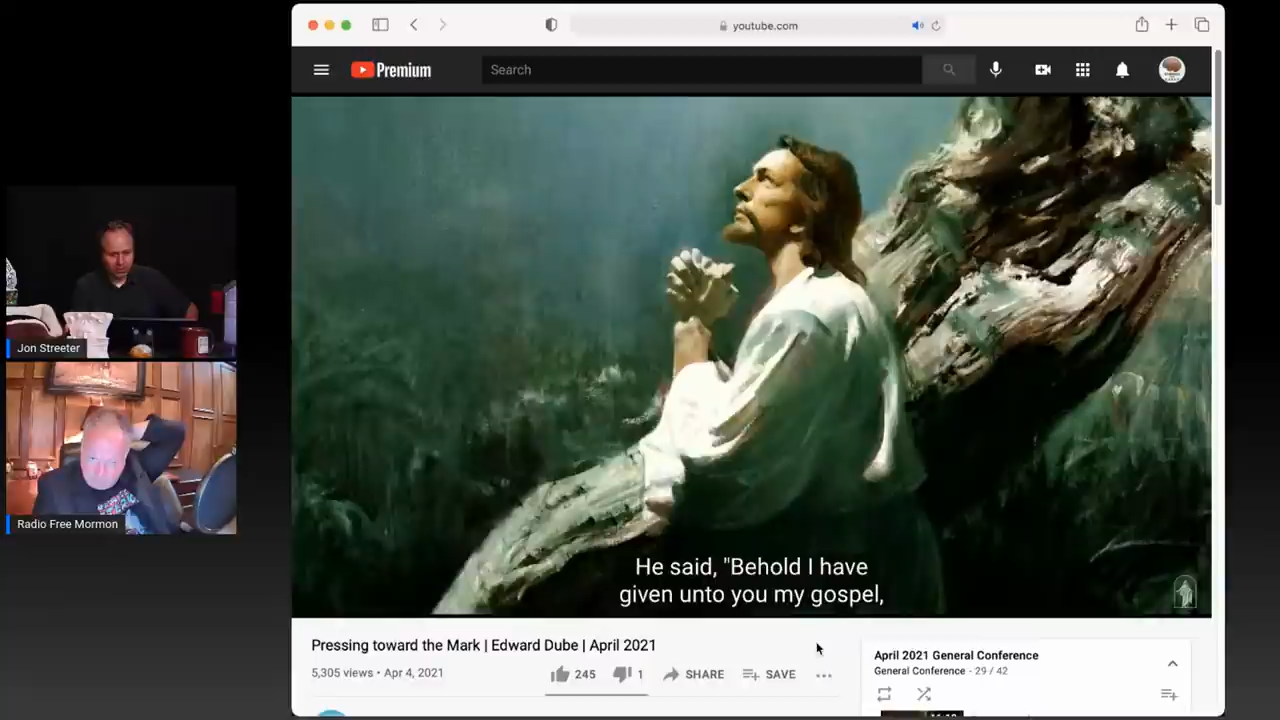 youtube.com
Premium
Search
Jon Streeter
Radio Free Mormon
He said, "Behold I have
given unto you my gospel,
Pressing toward the Mark | Edward Dube | April 2021
5,305 views • Apr 4, 2021
245
1
SHARE
SAVE
April 2021 General Conference
General Conference - 29 / 42